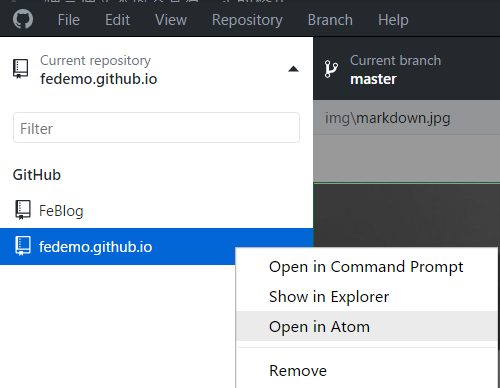 File Edit View Repository Branch Help
Current repository
fedemo.github.io
Current branch
master
Filter
img\markdown.jpg
GitHub
FeBlog
fedemo.github.io
Open in Command Prompt
Show in Explorer
Open in Atom
Remove